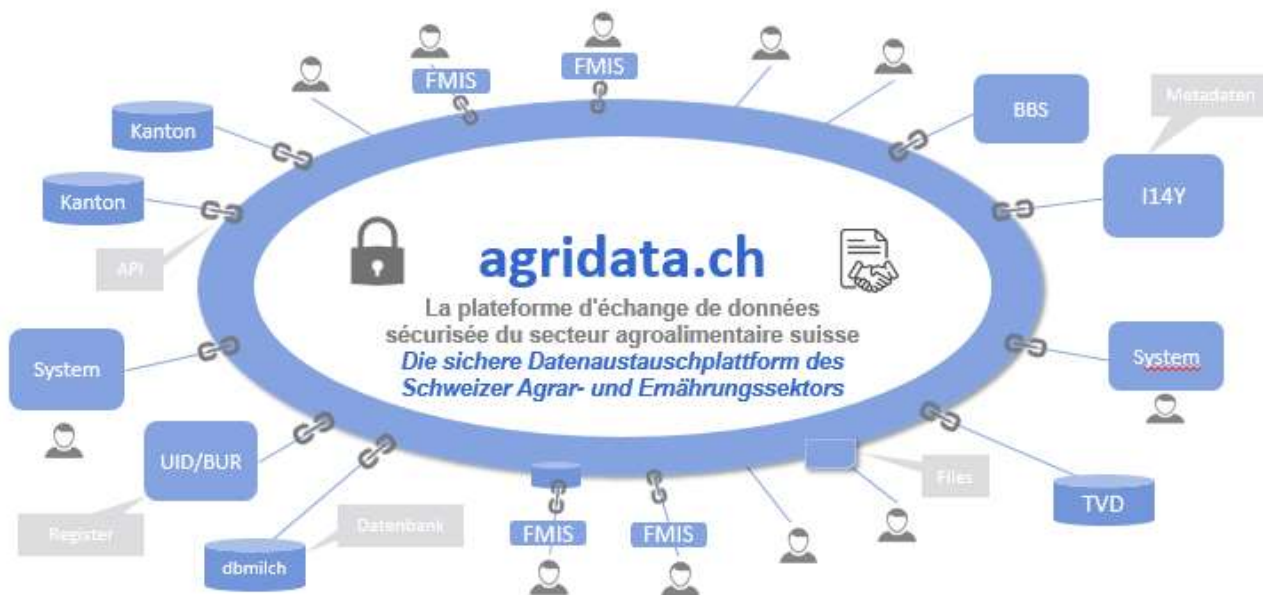 FMIS
FMIS
BBS
Metadaten
Kanton
Kanton
I14Y
API
agridata.ch
La plateforme d'échange de données
sécurisée du secteur agroalimentaire suisse
Die sichere Datenaustauschplattform des
Schweizer Agrar- und Ernährungssektors
System
System
UID/BUR
Files
TVD
Register
Datenbank
FMIS
FMIS
dbmilch